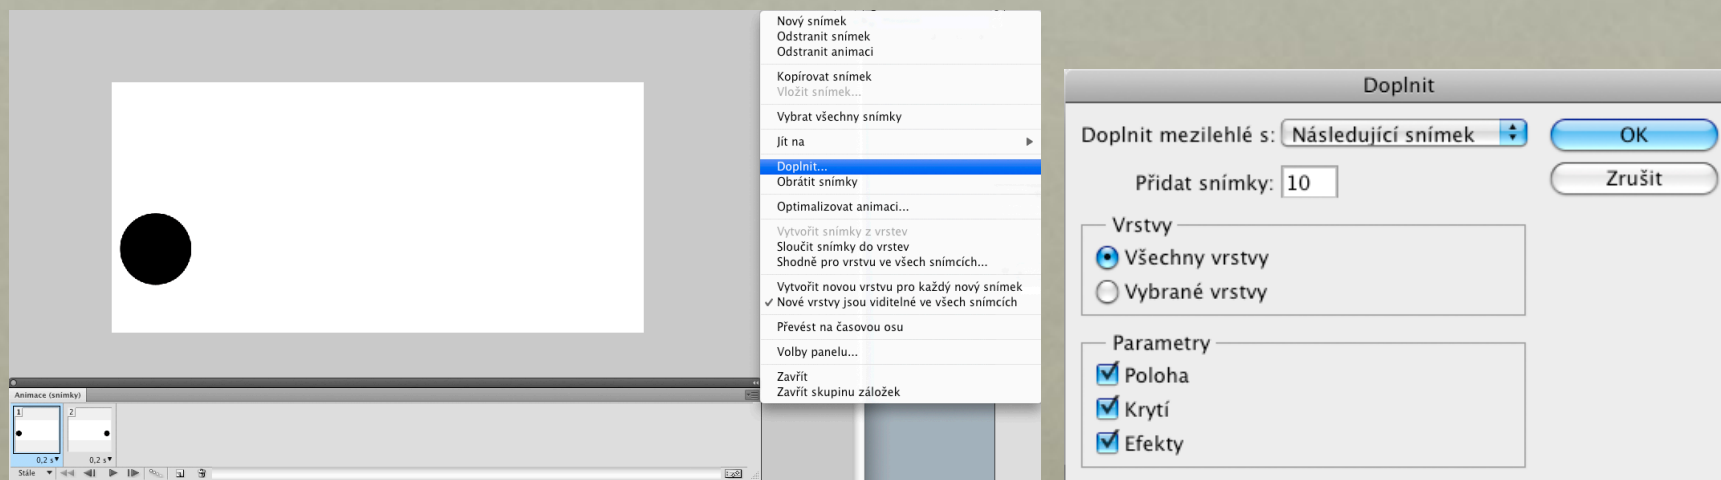 Nový snímek
Odstranit snímek
Odstranit animaci
Kopírovat snímek
Vložit snímek...
Vybrat všechny snímky
Jít na
Doplnit...
Obrátit snímky
Optimalizovat animaci...
Vytvořit snímky z vrstev
Sloučit snímky do vrstev
Shodně pro vrstvu ve všech snímcích...
Vytvořit novou vrstvu pro každý nový snímek
Nové vrstvy jsou viditelné ve všech snímcích
Převést na časovou osu
Volby panelu...
Zavřít
Zavřít skupinu záložek
Animace (snímky)
1 2
0,2 s 0,2 s
Stále
Doplnit
Doplnit mezilehlé s: Následující snímek OK
Přidat snímky: 10 Zrušit
Vrstvy
Všechny vrstvy
Vybrané vrstvy
Parametry
Poloha
Krytí
Efekty